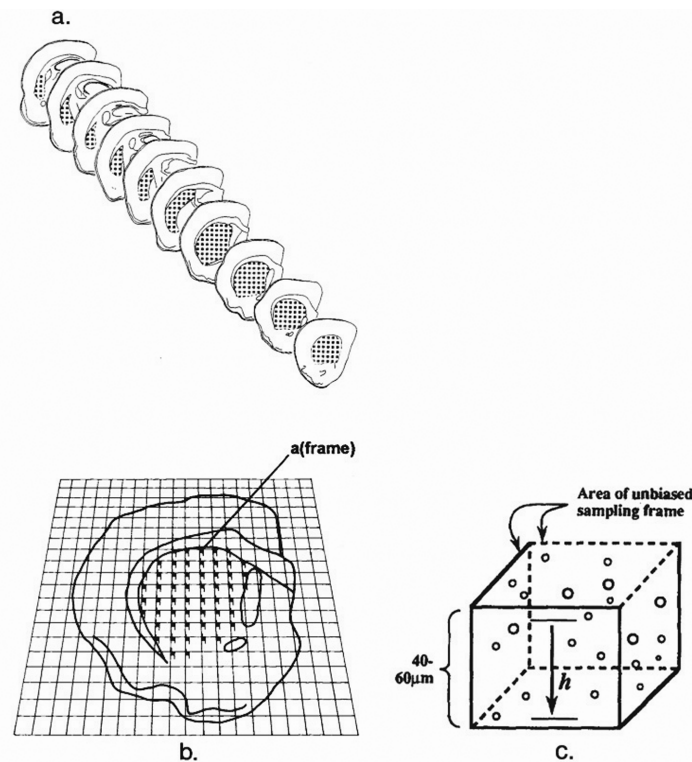 a.
a(frame)
b.
Area of unbiased
sampling frame
40-
60µm
h
c.